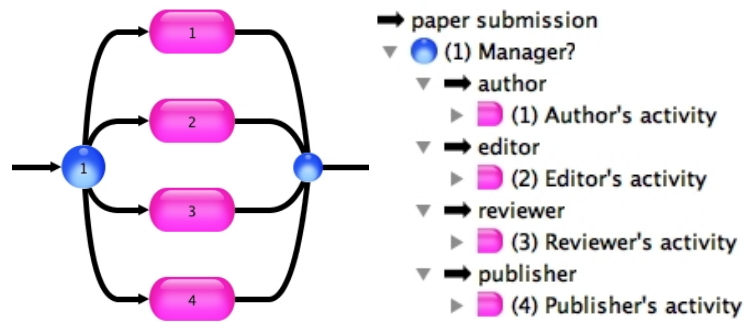 1
2
1
3
4
paper submission
(1) Manager?
author
(1) Author's activity
editor
(2) Editor's activity
reviewer
(3) Reviewer's activity
publisher
(4) Publisher's activity